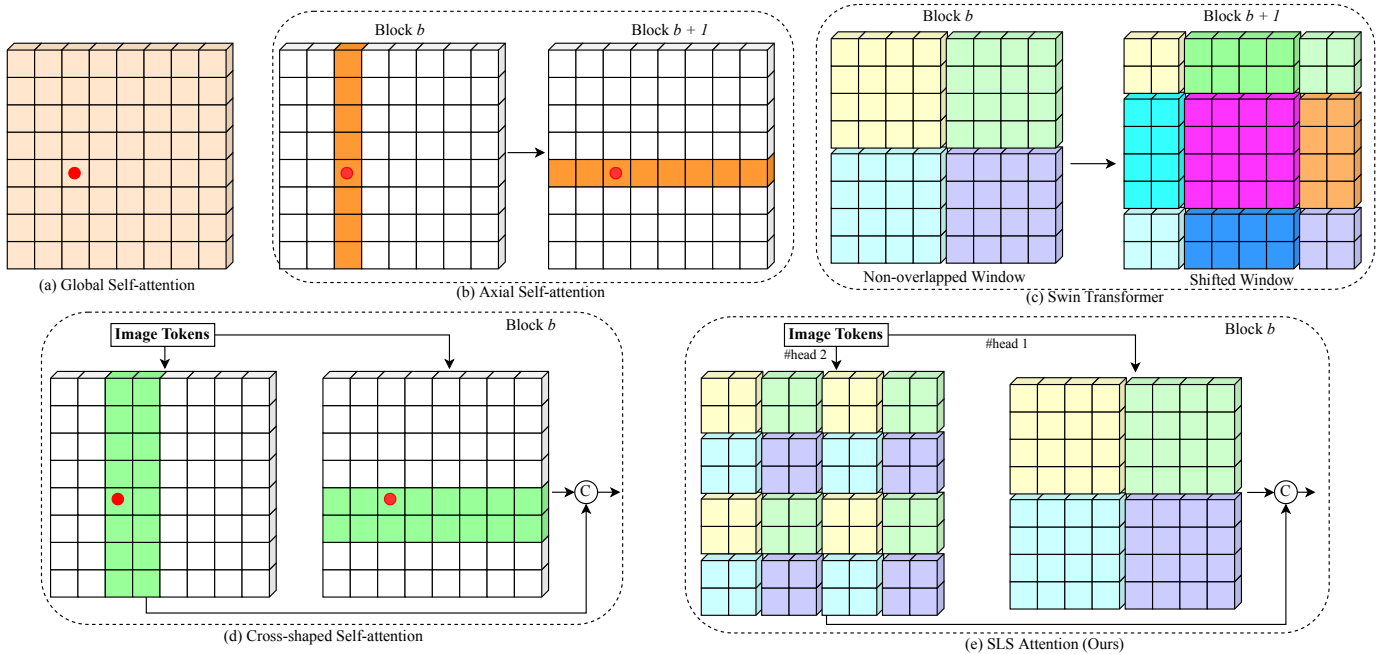 Block b
Block b + 1
Block b
Block b + 1
(a) Global Self-attention
(b) Axial Self-attention
Non-overlapped Window
Shifted Window
(c) Swin Transformer
Image Tokens
Block b
C
(d) Cross-shaped Self-attention
Image Tokens
Block b
#head 2
#head 1
C
(e) SLS Attention (Ours)